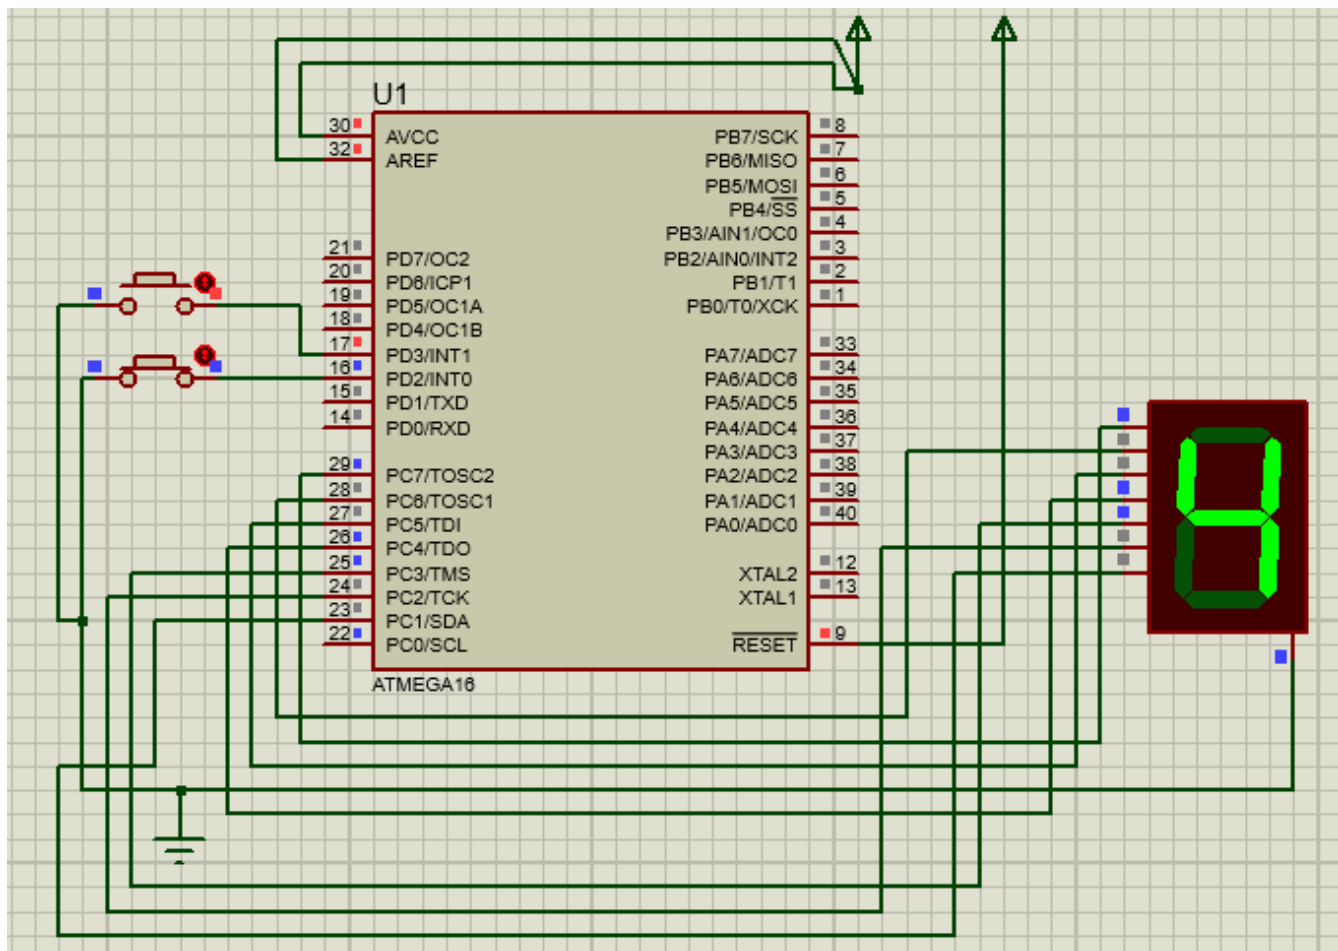 U1
30 AVCC
32 AREF
21 PD7/OC2
20 PD6/ICP1
19 PD5/OC1A
18 PD4/OC1B
17 PD3/INT1
16 PD2/INT0
15 PD1/TXD
14 PD0/RXD
29 PC7/TOSC2
28 PC6/TOSC1
27 PC5/TDI
26 PC4/TDO
25 PC3/TMS
24 PC2/TCK
23 PC1/SDA
22 PC0/SCL
PB7/SCK 8
PB6/MISO 7
PB5/MOSI 6
PB4/SS 5
PB3/AIN1/OC0 4
PB2/AIN0/INT2 3
PB1/T1 2
PB0/T0/XCK 1
PA7/ADC7 33
PA6/ADC6 34
PA5/ADC5 35
PA4/ADC4 36
PA3/ADC3 37
PA2/ADC2 38
PA1/ADC1 39
PA0/ADC0 40
XTAL2 12
XTAL1 13
RESET 9
ATMEGA16
4